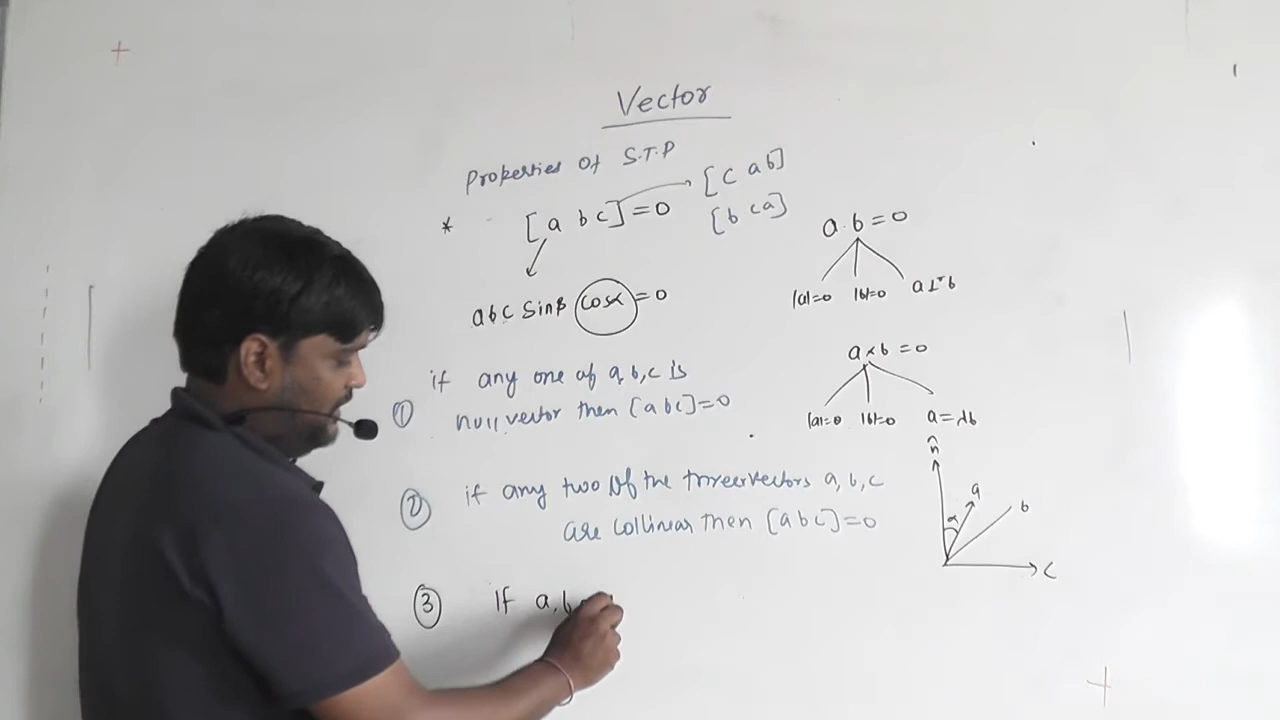 Vector
Properties Of S.T.P
* [a b c] = 0
[c a b]
[b c a]
abc Sinβ cosα = 0
① if any one of a, b, c is
null vector then [a b c] = 0
② if any two Of the three vectors a, b, c
are collinear then [a b c] = 0
③ if a, b
a · b = 0
|a|=0 |b|=0 a ⊥r b
a × b = 0
|a|=0 |b|=0 a = λb
n̂
a
α
b
c